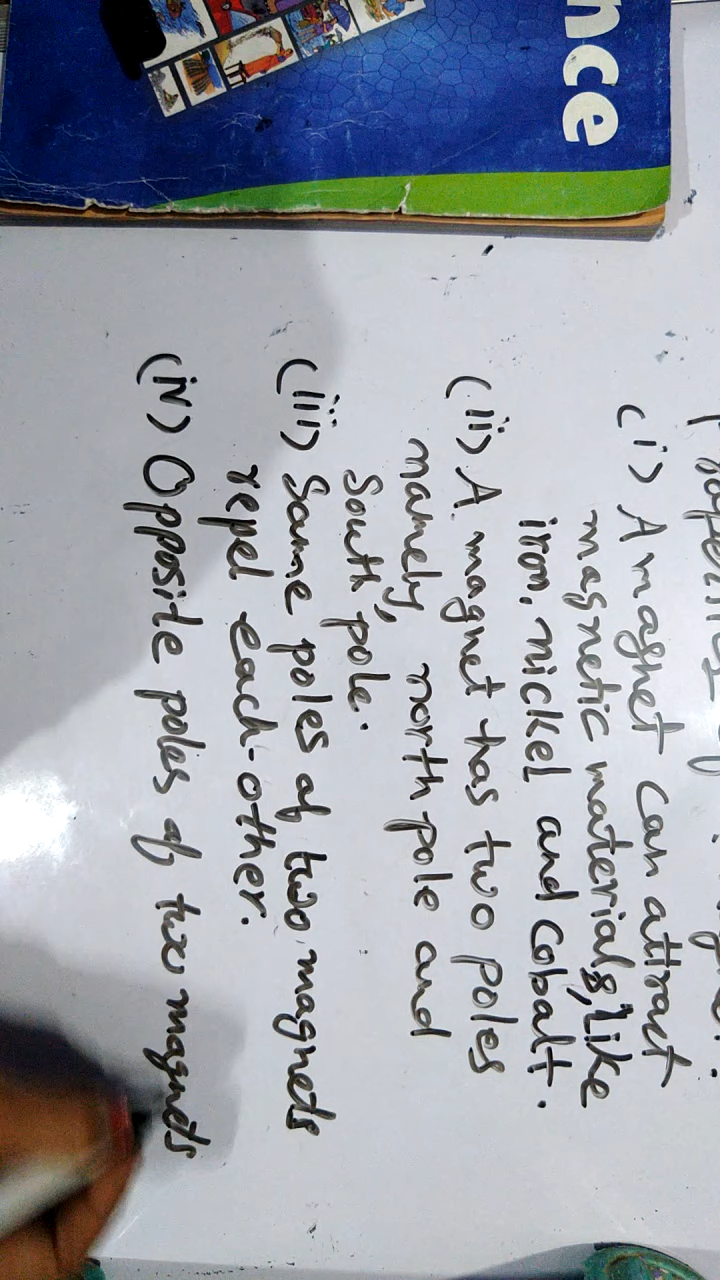 nce
(i) A magnet can attract
magnetic materials, like
iron, nickel and cobalt.
(ii) A magnet has two poles
namely, north pole and
south pole.
(iii) Same poles of two magnets
repel each-other.
(iv) Opposite poles of two magnets